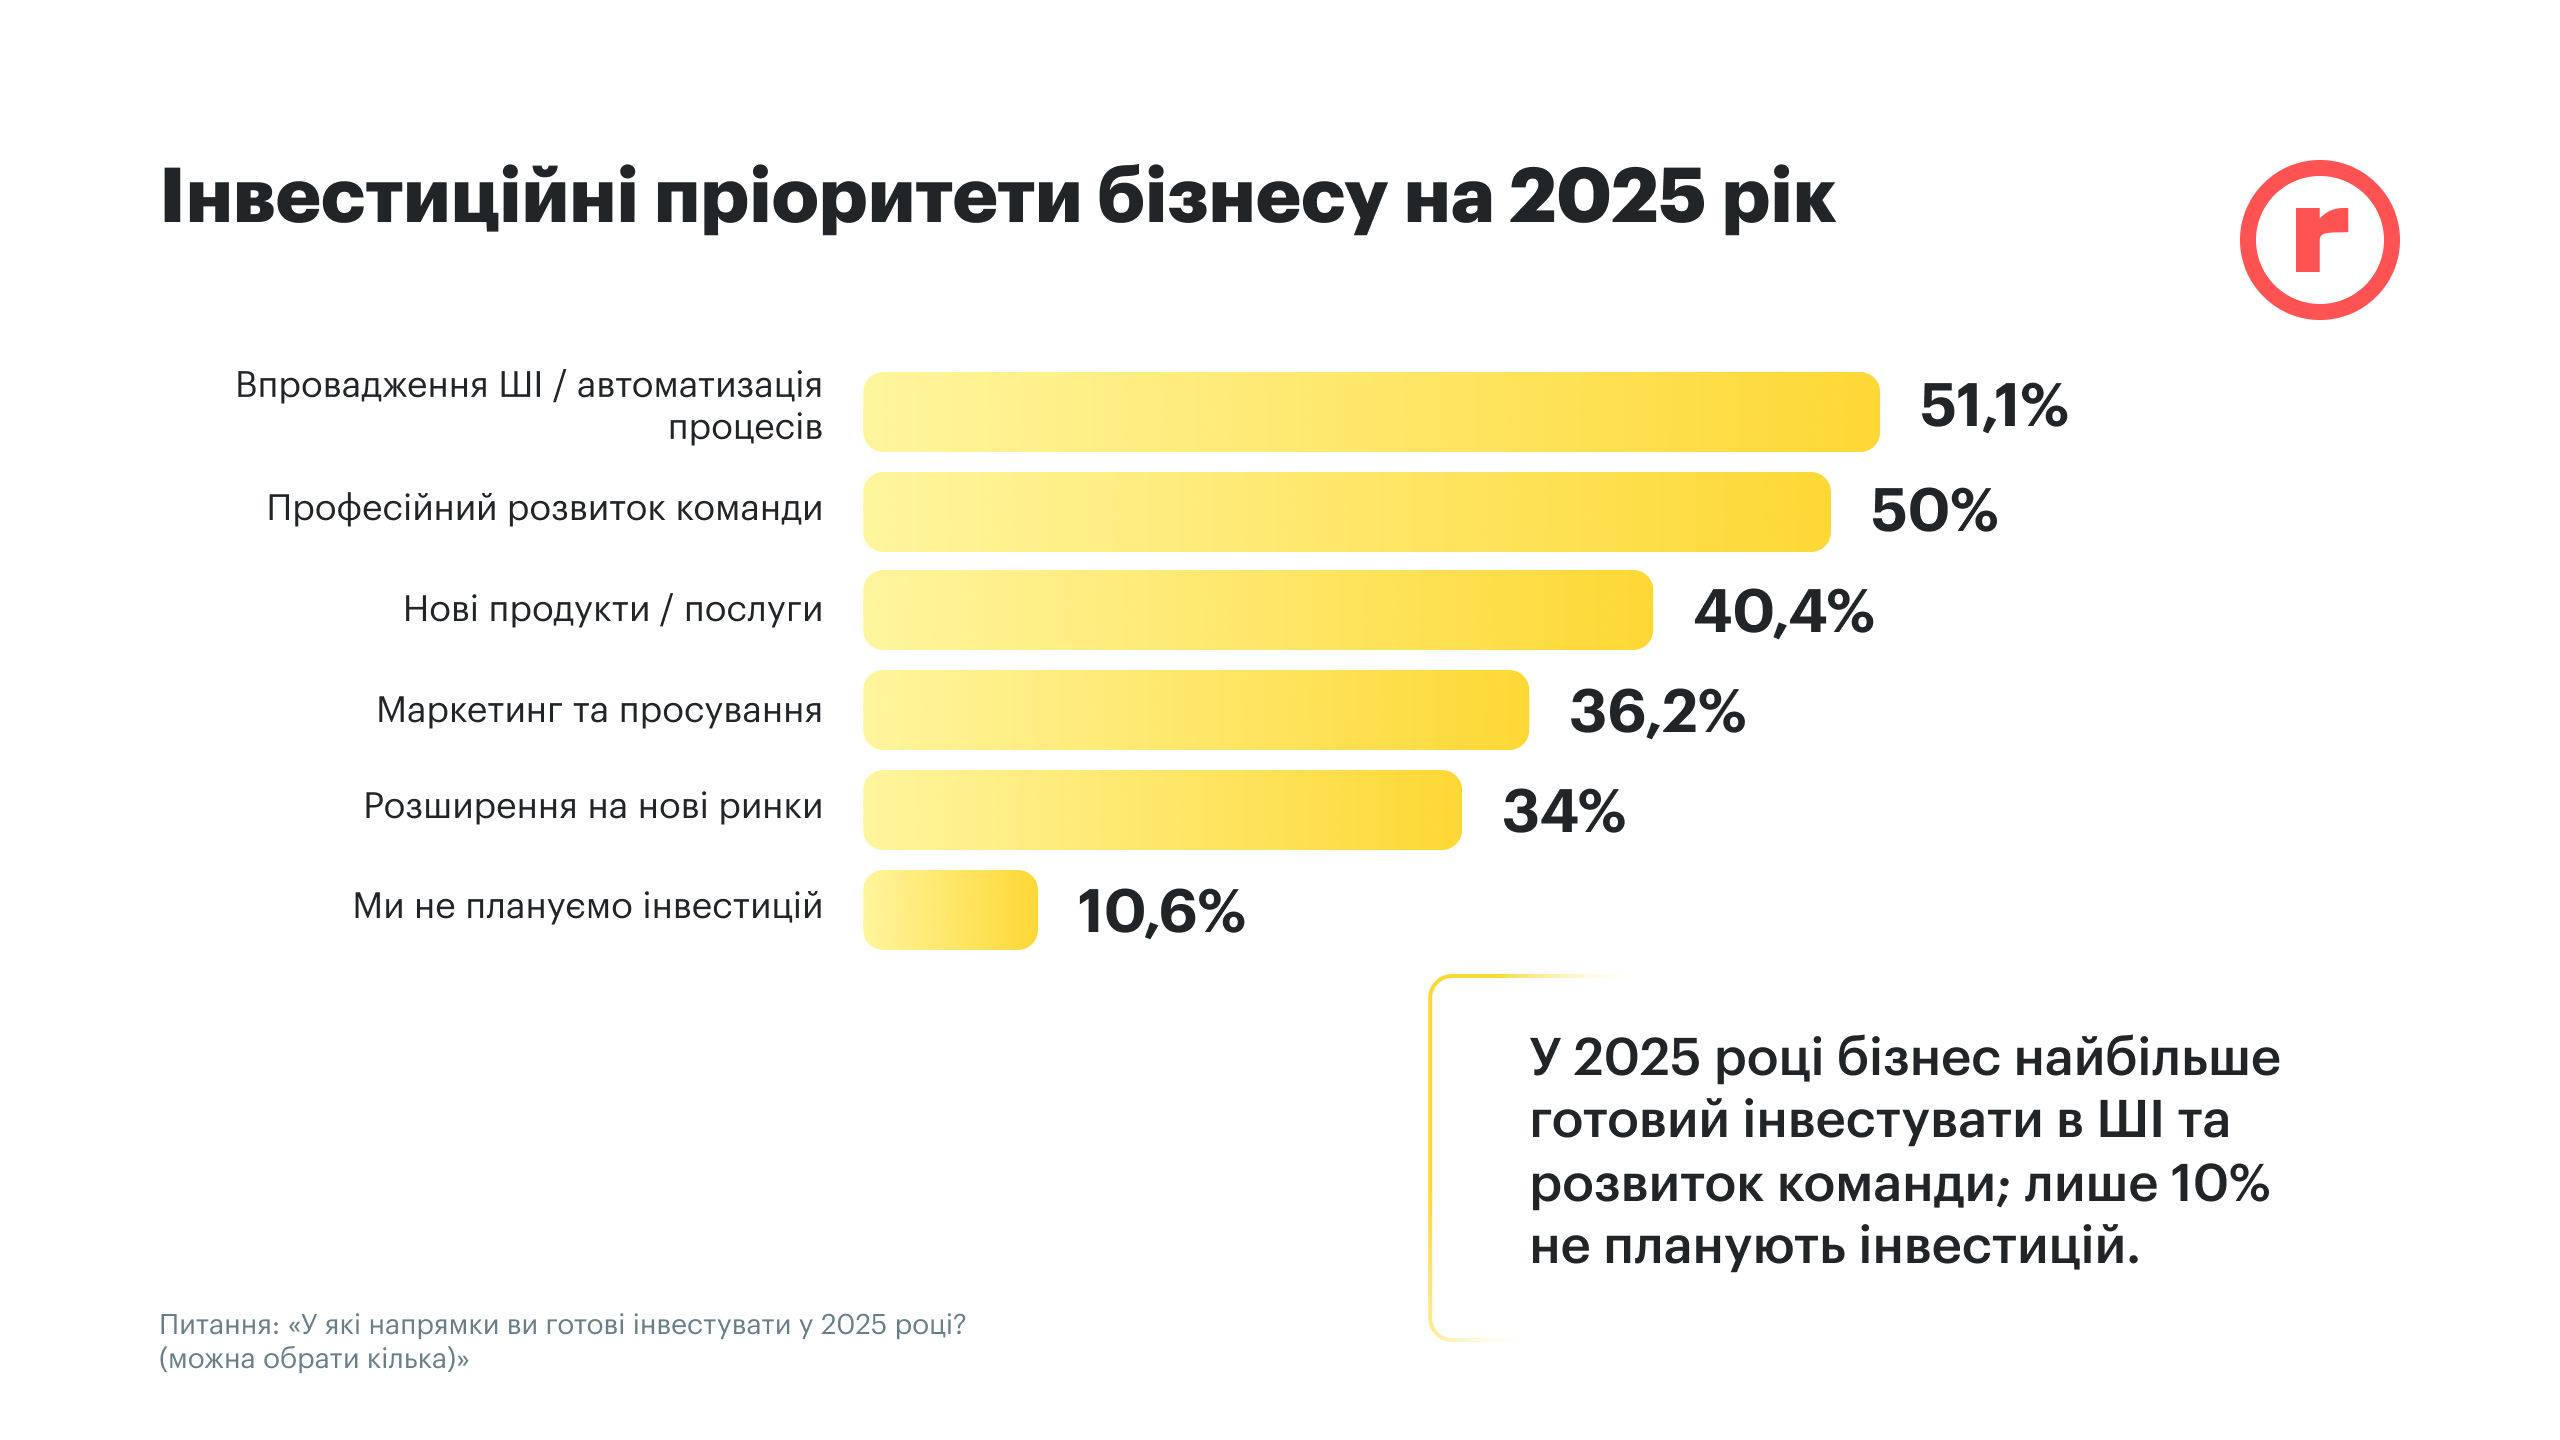 Інвестиційні пріоритети бізнесу на 2025 рік
r
Впровадження ШІ / автоматизація
процесів
51,1%
Професійний розвиток команди
50%
Нові продукти / послуги
40,4%
Маркетинг та просування
36,2%
Розширення на нові ринки
34%
Ми не плануємо інвестицій
10,6%
У 2025 році бізнес найбільше
готовий інвестувати в ШІ та
розвиток команди; лише 10%
не планують інвестицій.
Питання: «У які напрямки ви готові інвестувати у 2025 році?
(можна обрати кілька)»